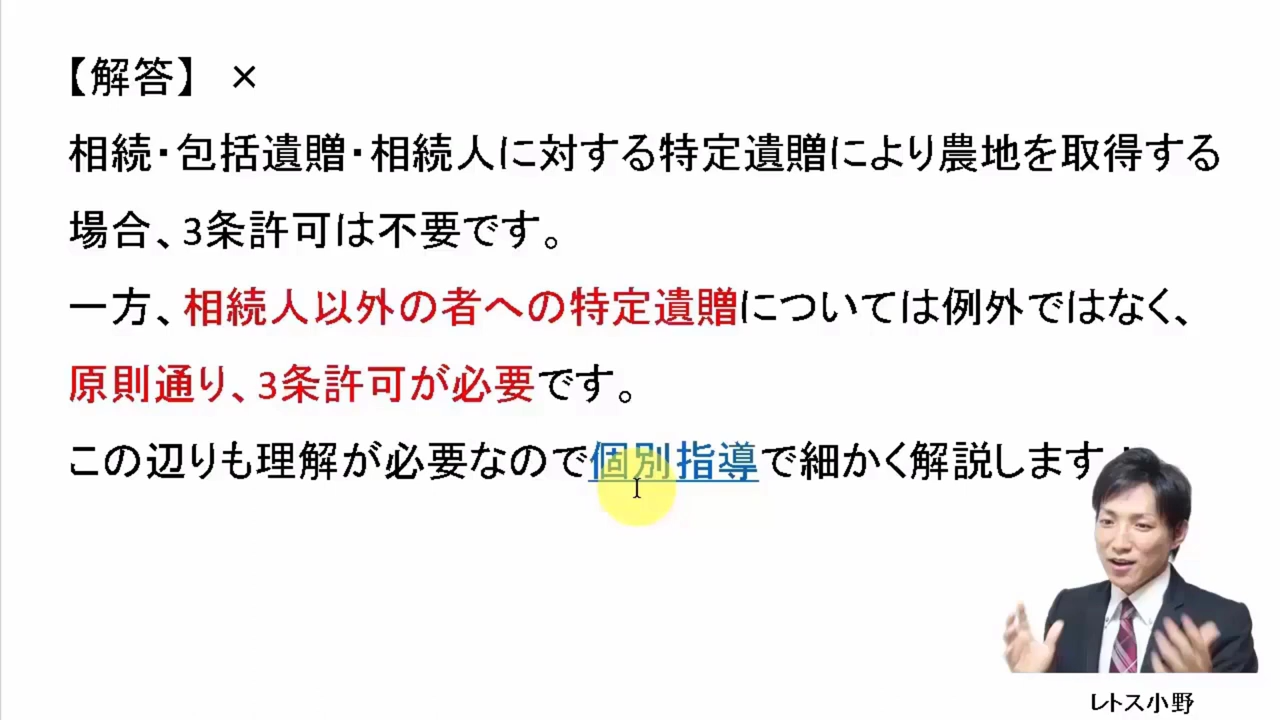 【解答】 ×
相続・包括遺贈・相続人に対する特定遺贈により農地を取得する
場合、3条許可は不要です。
一方、相続人以外の者への特定遺贈については例外ではなく、
原則通り、3条許可が必要です。
この辺りも理解が必要なので個別指導で細かく解説します!
レトス小野